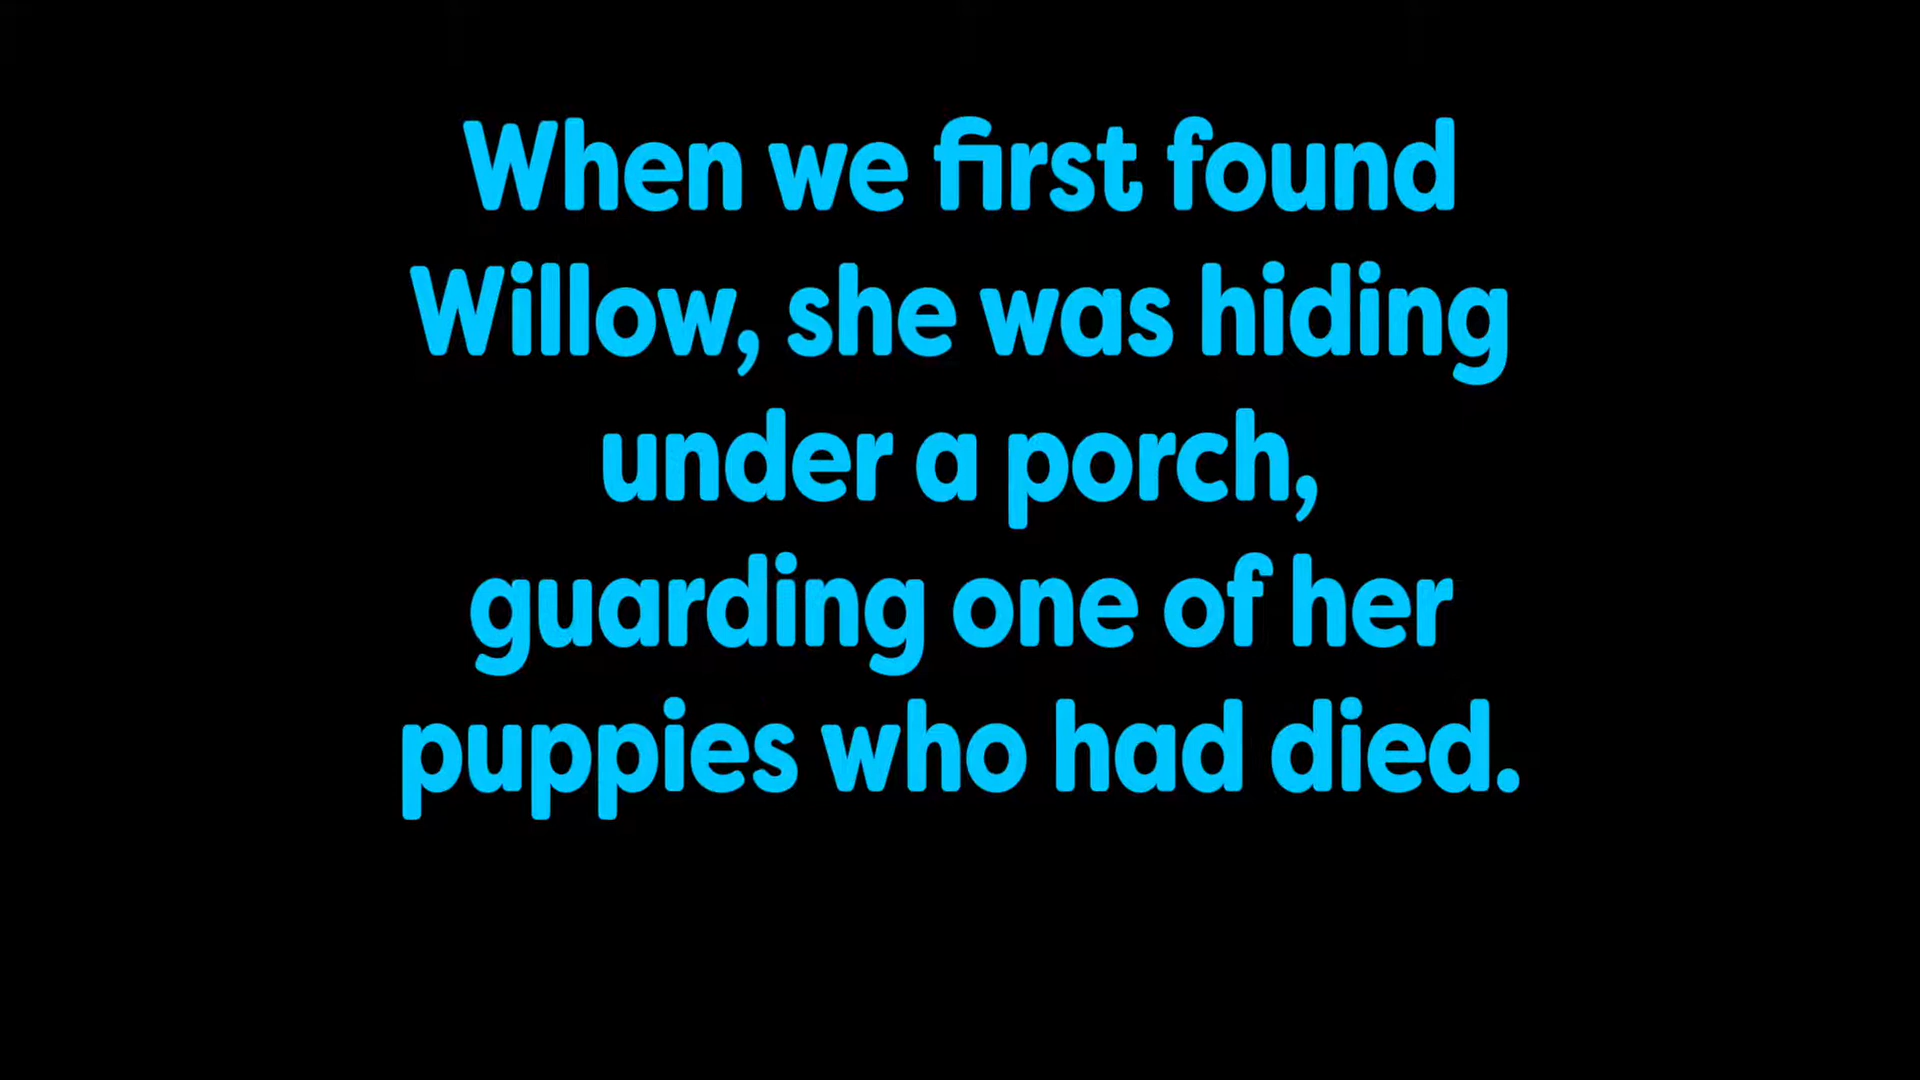 When we first found
Willow, she was hiding
under a porch,
guarding one of her
puppies who had died.